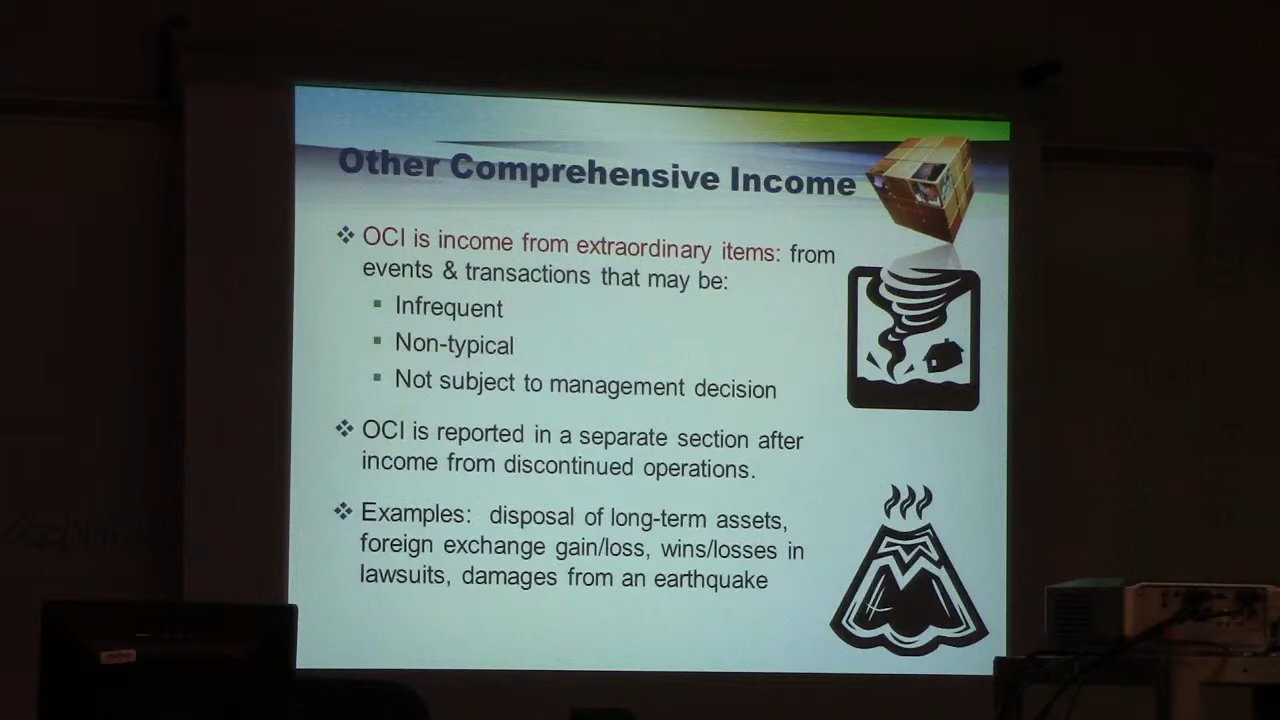 Other Comprehensive Income
OCI is income from extraordinary items: from
events & transactions that may be:
Infrequent
Non-typical
Not subject to management decision
OCI is reported in a separate section after
income from discontinued operations.
Examples: disposal of long-term assets,
foreign exchange gain/loss, wins/losses in
lawsuits, damages from an earthquake